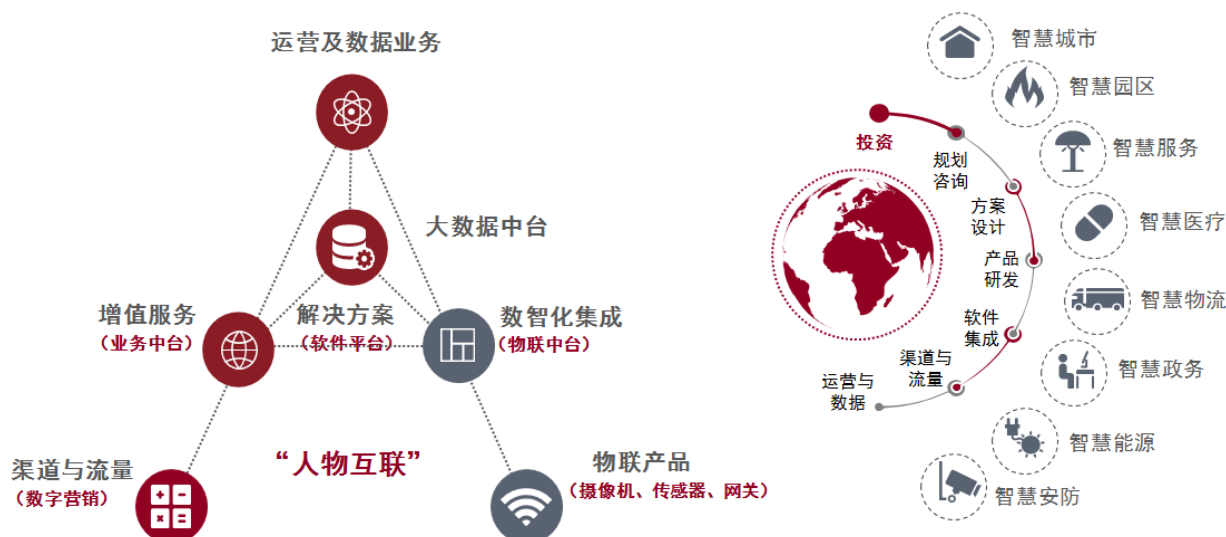 运营及数据业务
大数据中台
增值服务
（业务中台）
解决方案
（软件平台）
数智化集成
（物联中台）
渠道与流量
（数字营销）
“人物互联”
物联产品
（摄像机、传感器、网关）
投资
规划
咨询
方案
设计
产品
研发
软件
集成
渠道与
流量
运营与
数据
智慧城市
智慧园区
智慧服务
智慧医疗
智慧物流
智慧政务
智慧能源
智慧安防